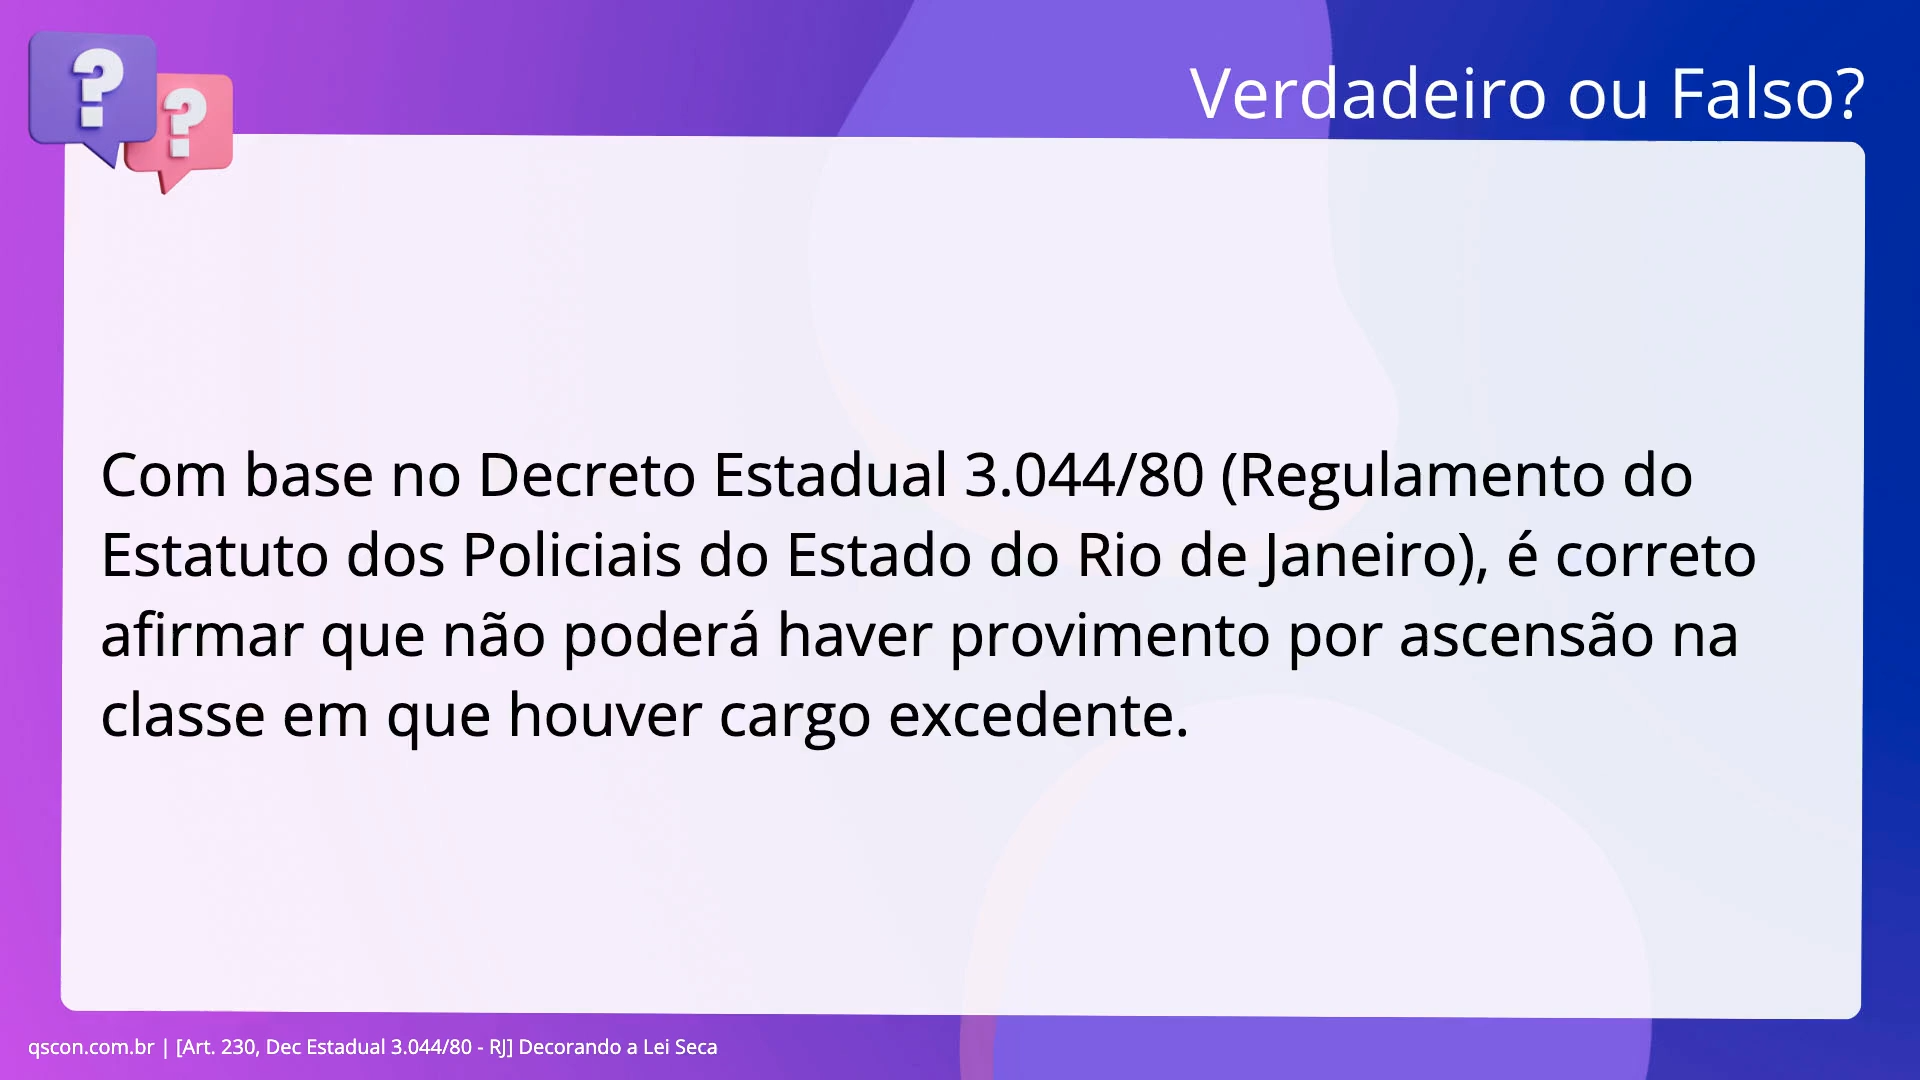 Verdadeiro ou Falso?
Com base no Decreto Estadual 3.044/80 (Regulamento do
Estatuto dos Policiais do Estado do Rio de Janeiro), é correto
afirmar que não poderá haver provimento por ascensão na
classe em que houver cargo excedente.
qscon.com.br | [Art. 230, Dec Estadual 3.044/80 - RJ] Decorando a Lei Seca